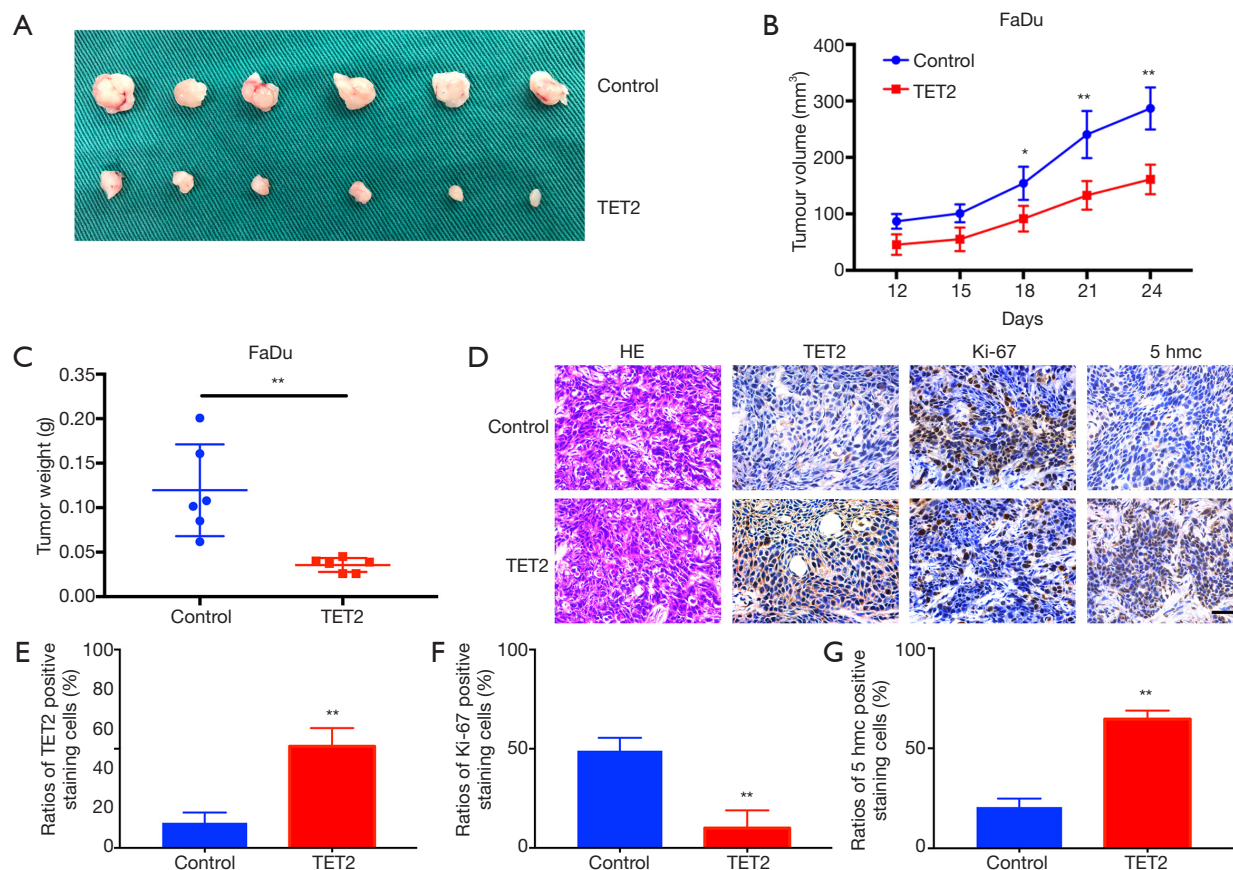 A
Control
TET2
B
FaDu
Control
TET2
Tumour volume (mm³)
400
300
200
100
0
*
**
**
12 15 18 21 24
Days
C
FaDu
**
Tumor weight (g)
0.35
0.20
0.15
0.10
0.05
0.00
Control TET2
D
HE TET2 Ki-67 5 hmc
Control
TET2
E
Ratios of TET2 positive
staining cells (%)
100
80
60
40
20
0
**
Control TET2
F
Ratios of Ki-67 positive
staining cells (%)
100
50
0
**
Control TET2
G
Ratios of 5 hmc positive
staining cells (%)
100
50
0
**
Control TET2